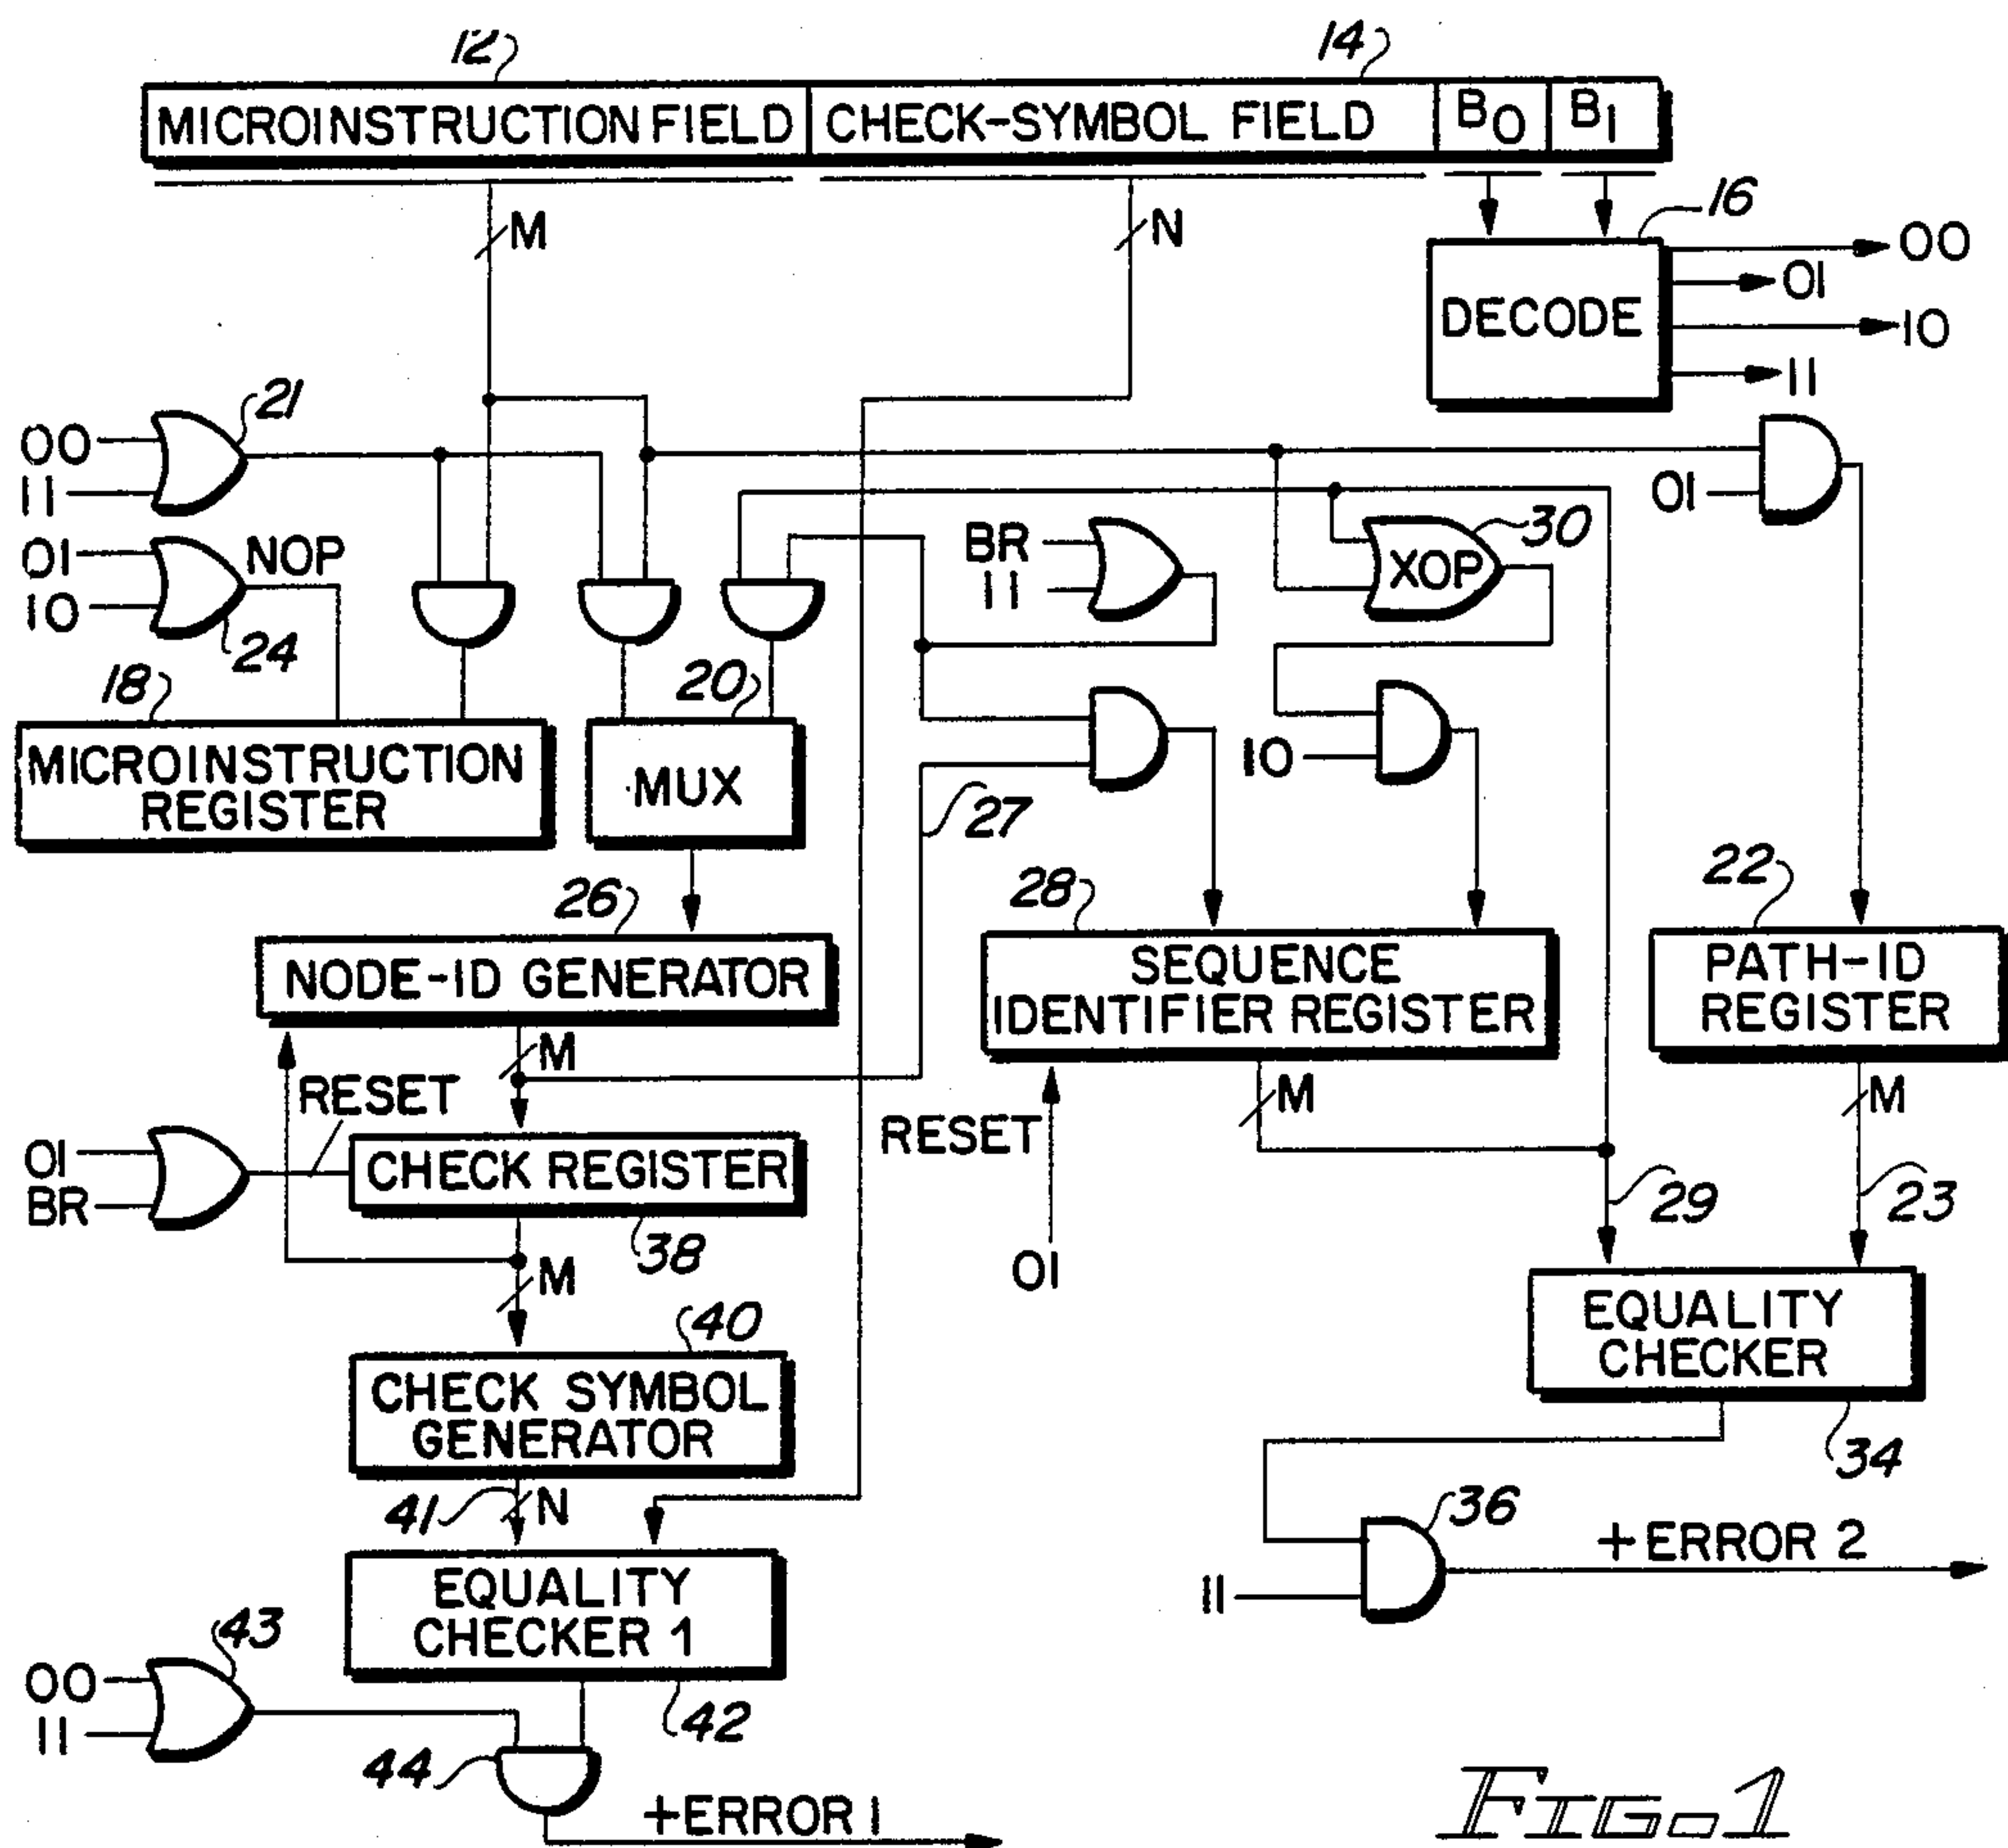 12
14
MICROINSTRUCTION FIELD
CHECK-SYMBOL FIELD
B0
B1
M
N
16
DECODE
00
01
10
11
00
11
21
01
10
NOP
24
BR
11
XOP
30
01
18
MICROINSTRUCTION
REGISTER
20
MUX
27
10
26
NODE-ID GENERATOR
28
SEQUENCE
IDENTIFIER REGISTER
22
PATH-ID
REGISTER
M
RESET
M
M
RESET
01
BR
CHECK REGISTER
38
M
01
29
23
40
CHECK SYMBOL
GENERATOR
EQUALITY
CHECKER
34
41
N
36
+ERROR 2
11
EQUALITY
CHECKER 1
42
43
00
11
44
+ERROR 1
FIG. 1